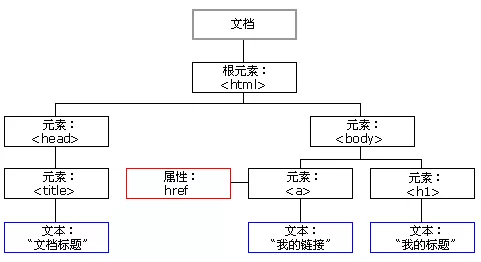 文档
根元素：
<html>
元素：
<head>
元素：
<body>
元素：
<title>
属性：
href
元素：
<a>
元素：
<h1>
文本：
“文档标题”
文本：
“我的链接”
文本：
“我的标题”